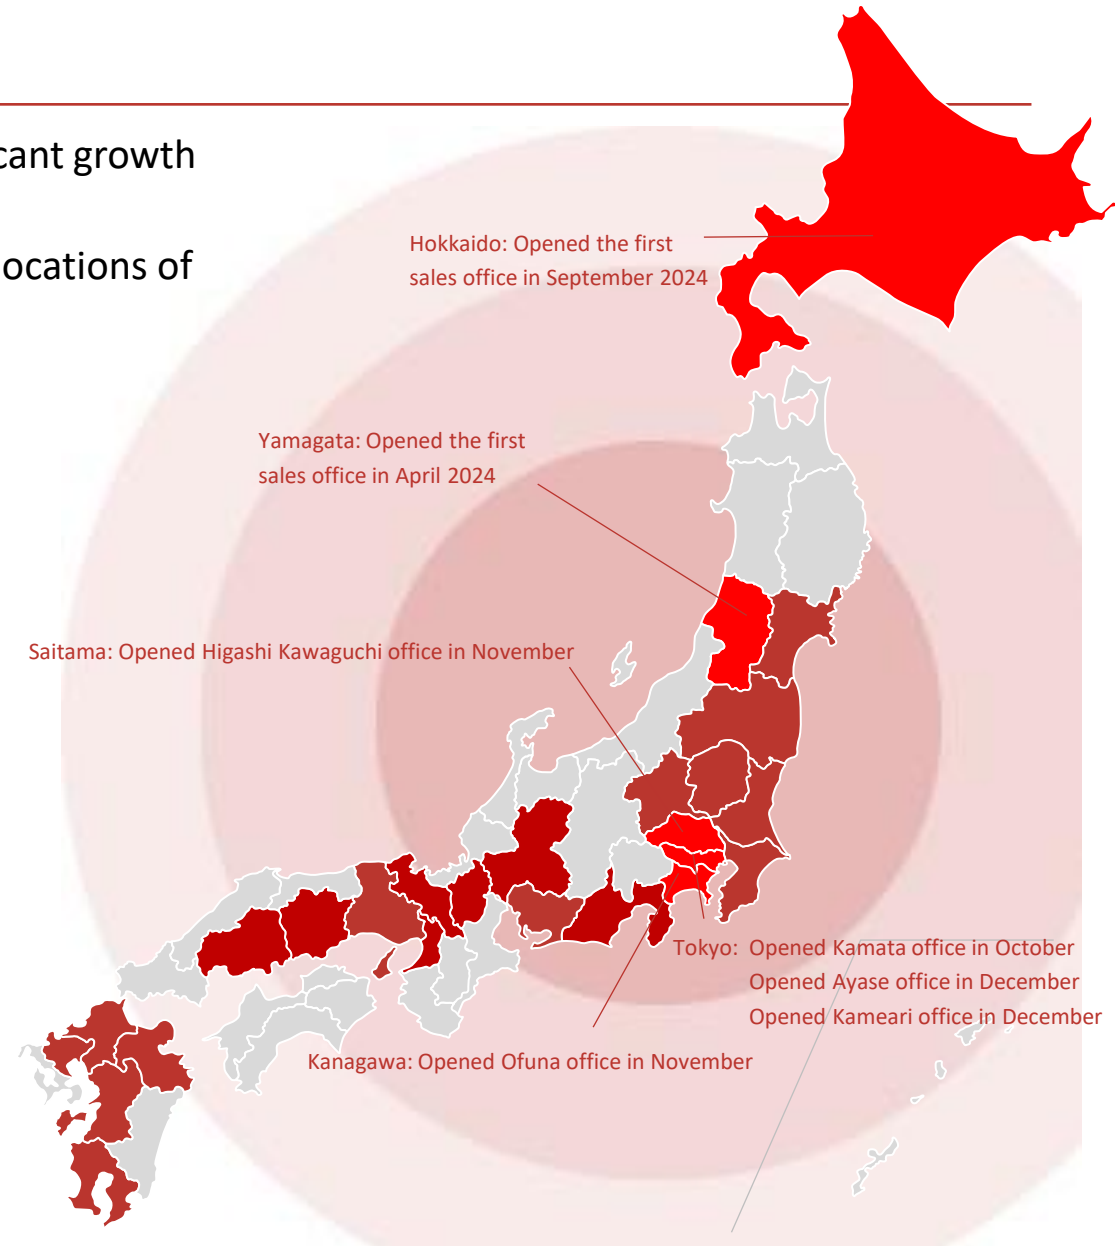 cant growth
ocations of
Hokkaido: Opened the first
sales office in September 2024
Yamagata: Opened the first
sales office in April 2024
Saitama: Opened Higashi Kawaguchi office in November
Tokyo: Opened Kamata office in October
Opened Ayase office in December
Opened Kameari office in December
Kanagawa: Opened Ofuna office in November